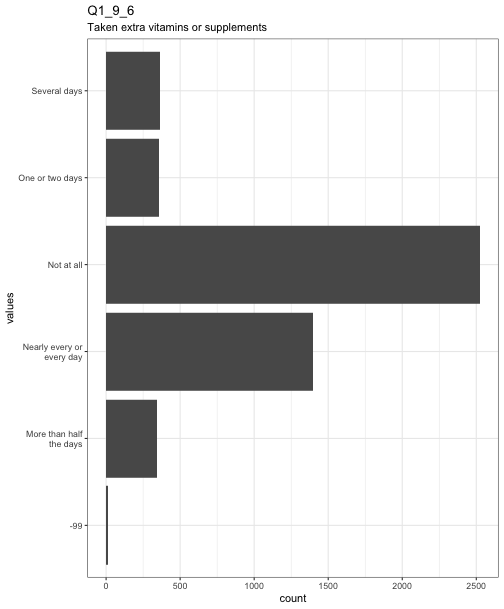 Q1_9_6
Taken extra vitamins or supplements
Several days
One or two days
Not at all
Nearly every or
every day
More than half
the days
-99
values
0 500 1000 1500 2000 2500
count